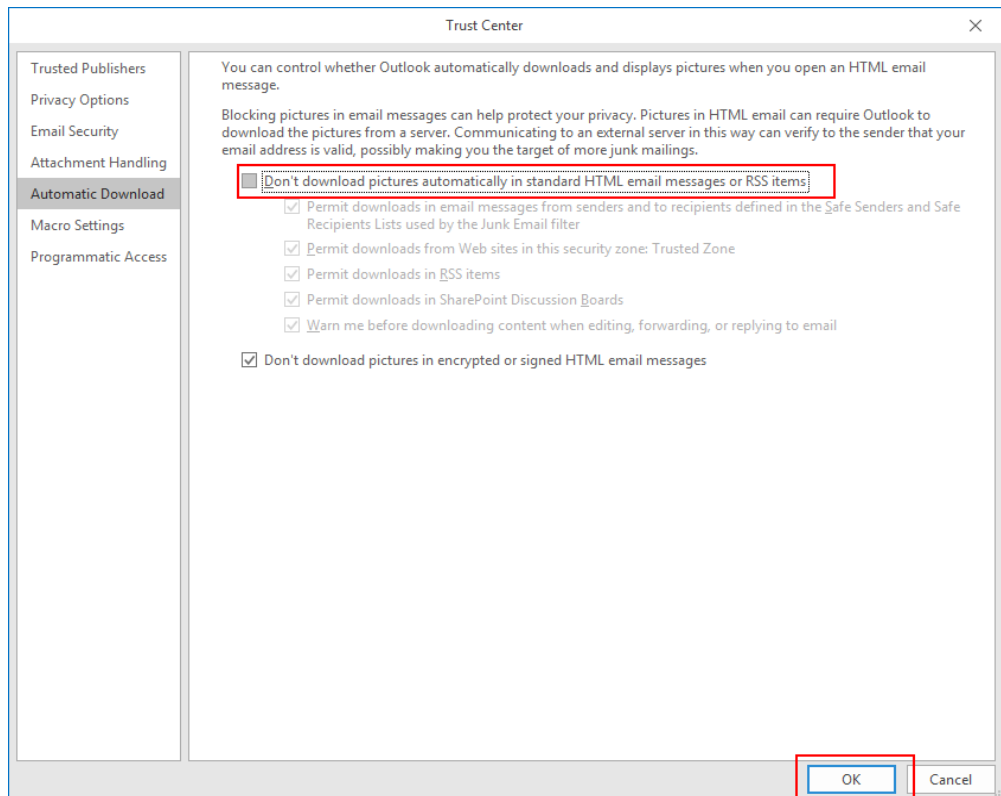 Trust Center
Trusted Publishers
Privacy Options
Email Security
Attachment Handling
Automatic Download
Macro Settings
Programmatic Access
You can control whether Outlook automatically downloads and displays pictures when you open an HTML email
message.
Blocking pictures in email messages can help protect your privacy. Pictures in HTML email can require Outlook to
download the pictures from a server. Communicating to an external server in this way can verify to the sender that your
email address is valid, possibly making you the target of more junk mailings.
Don't download pictures automatically in standard HTML email messages or RSS items
Permit downloads in email messages from senders and to recipients defined in the Safe Senders and Safe
Recipients Lists used by the Junk Email filter
Permit downloads from Web sites in this security zone: Trusted Zone
Permit downloads in RSS items
Permit downloads in SharePoint Discussion Boards
Warn me before downloading content when editing, forwarding, or replying to email
Don't download pictures in encrypted or signed HTML email messages
OK
Cancel